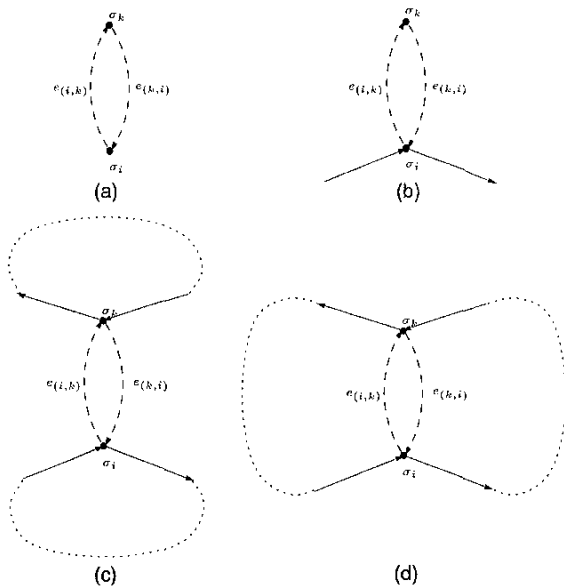 σ_k σ_k
e_(i,k) e_(k,i) e_(i,k) e_(k,i)
σ_i σ_i
(a) (b)
σ_k σ_k
e_(i,k) e_(k,i) e_(i,k) e_(k,i)
σ_i σ_i
(c) (d)